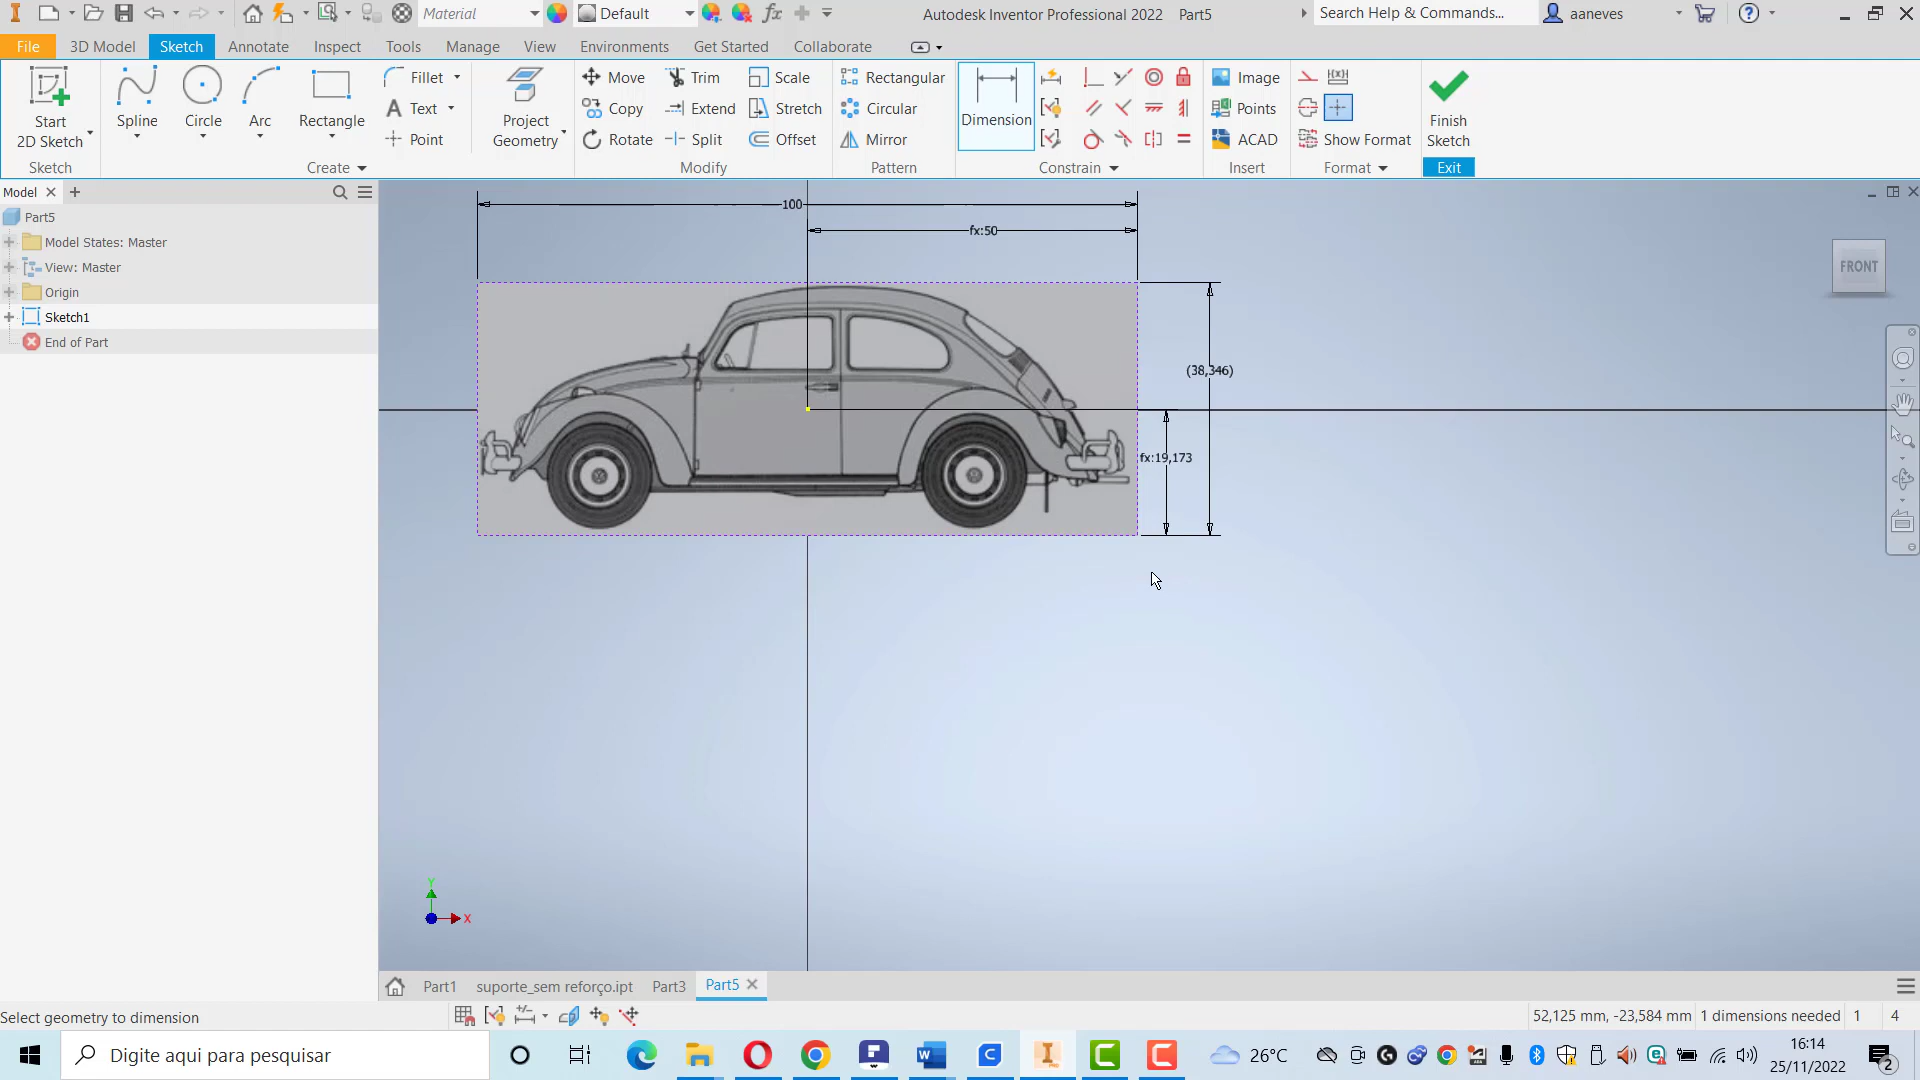 Material
Default
Autodesk Inventor Professional 2022 Part5
Search Help & Commands...
aaneves
File
3D Model
Sketch
Annotate
Inspect
Tools
Manage
View
Environments
Get Started
Collaborate
Start
2D Sketch
Sketch
Spline
Circle
Arc
Rectangle
Fillet
Text
Point
Create
Project
Geometry
Move
Copy
Rotate
Trim
Extend
Split
Scale
Stretch
Offset
Modify
Rectangular
Circular
Mirror
Pattern
Dimension
Constrain
Image
Points
ACAD
Insert
Show Format
Format
Finish
Sketch
Exit
Model
Part5
Model States: Master
View: Master
Origin
Sketch1
End of Part
100
fx:50
(38,346)
fx:19,173
FRONT
Y
X
Part1
suporte_sem reforço.ipt
Part3
Part5
Select geometry to dimension
52,125 mm, -23,584 mm
1 dimensions needed
1
4
Digite aqui para pesquisar
26°C
16:14
25/11/2022
2